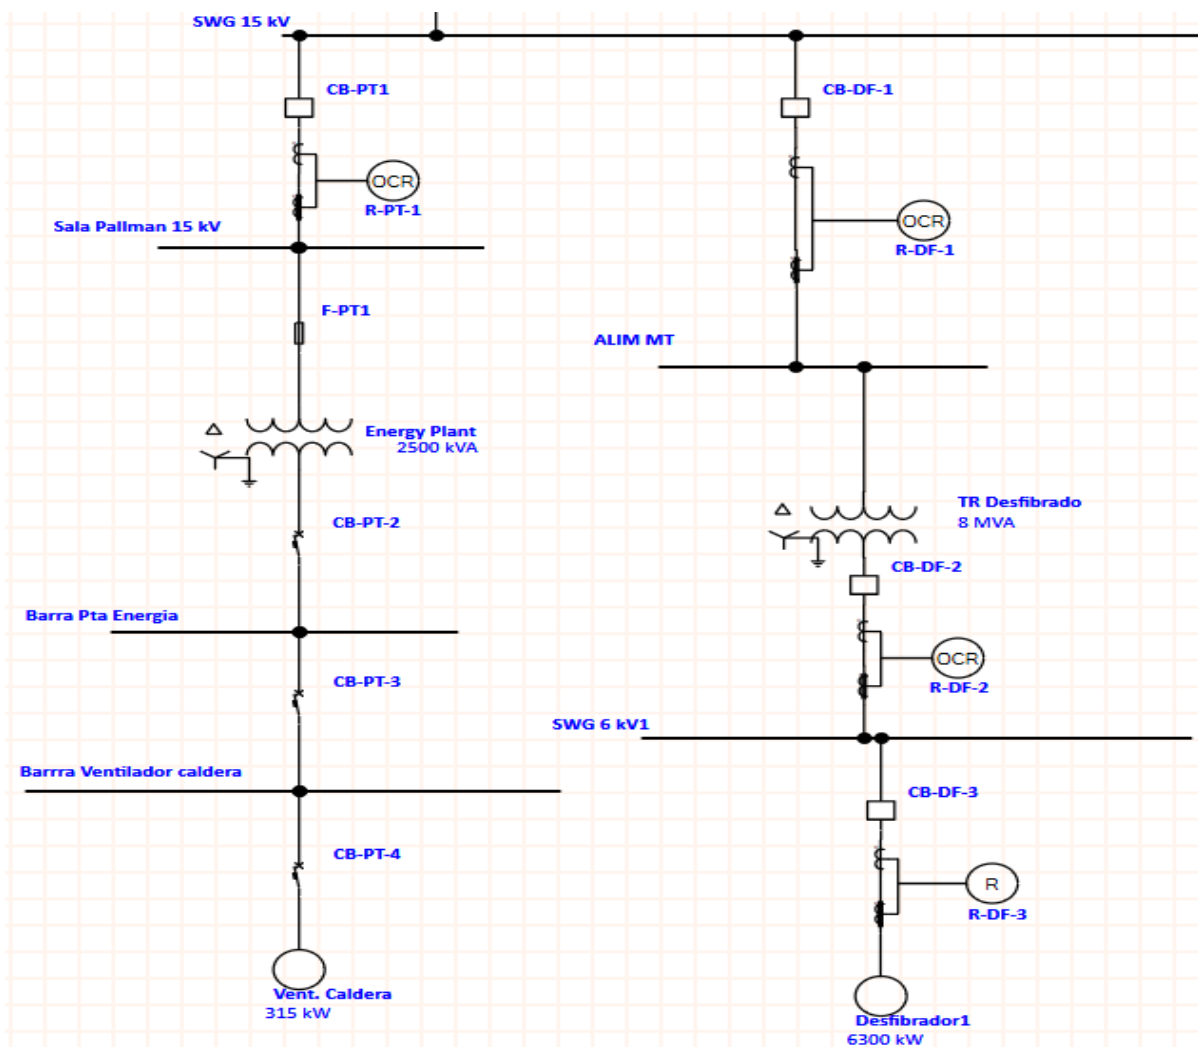 SWG 15 kV
CB-PT1
OCR
R-PT-1
Sala Pallman 15 kV
F-PT1
Energy Plant
2500 kVA
CB-PT-2
Barra Pta Energia
CB-PT-3
Barrra Ventilador caldera
CB-PT-4
Vent. Caldera
315 kW
CB-DF-1
OCR
R-DF-1
ALIM MT
TR Desfibrado
8 MVA
CB-DF-2
OCR
R-DF-2
SWG 6 kV1
CB-DF-3
R
R-DF-3
Desfibrador1
6300 kW